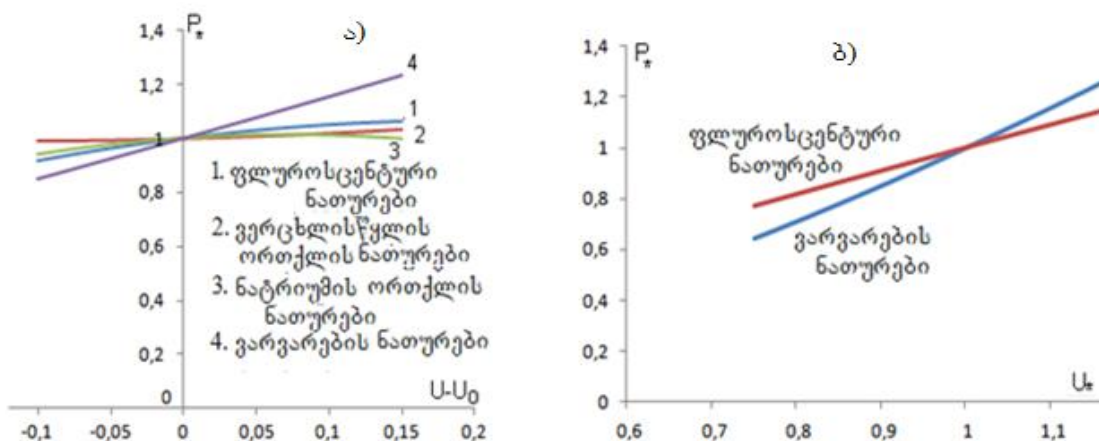 P*
ა)
1,4
1,2
1
0,8
0,6
0,4
0,2
0
-0,1
-0,05
0
0,05
0,1
0,15
0,2
U-U0
4
1
2
3
1. ფლუროსცენტური
ნათურები
2. ვერცხლისწყლის
ორთქლის ნათურები
3. ნატრიუმის ორთქლის
ნათურები
4. ვარვარების ნათურები
P*
ბ)
1,4
1,2
1
0,8
0,6
0,4
0,2
0
0,6
0,7
0,8
0,9
1
1,1
U*
ფლუროსცენტური
ნათურები
ვარვარების
ნათურები